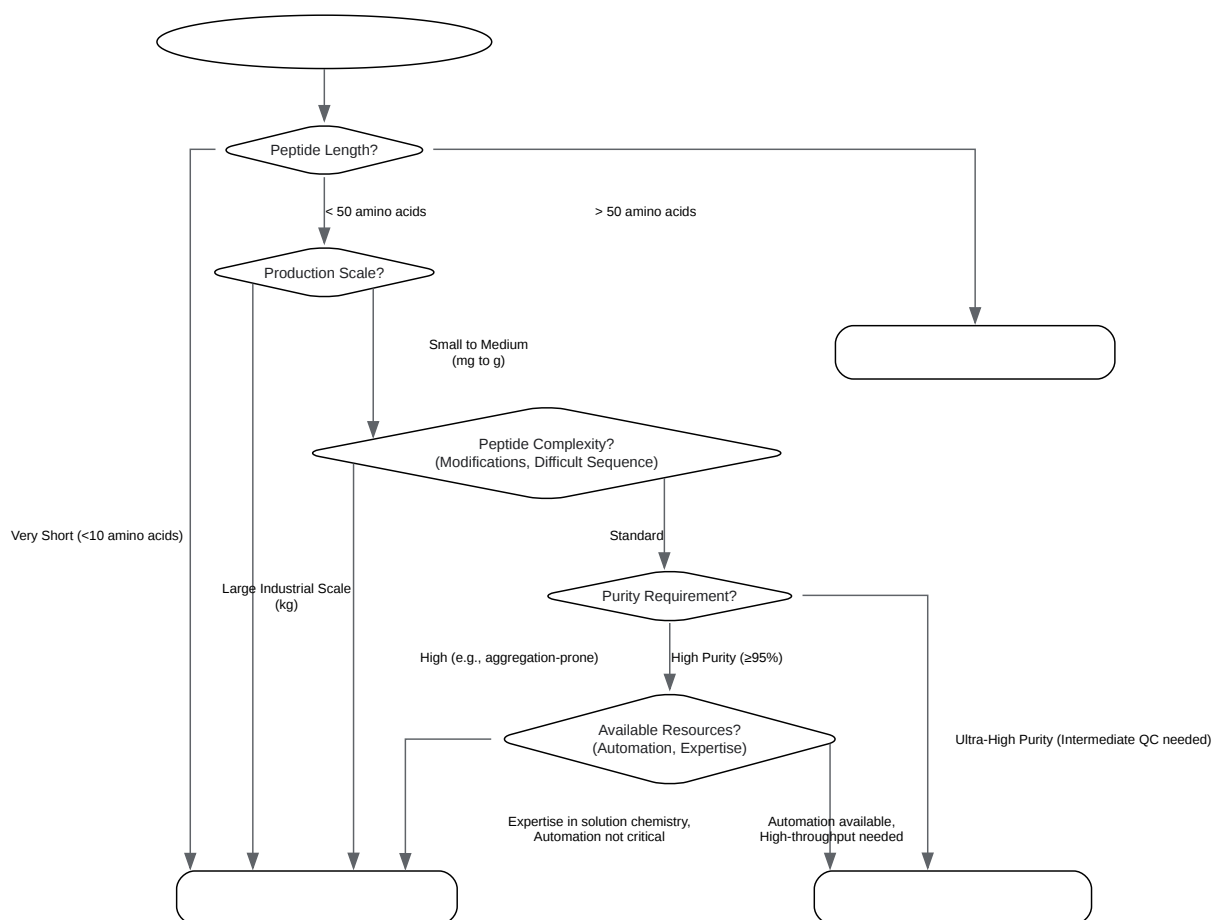 Peptide Length?
< 50 amino acids
> 50 amino acids
Production Scale?
Small to Medium
(mg to g)
Peptide Complexity?
(Modifications, Difficult Sequence)
Very Short (<10 amino acids)
Standard
Large Industrial Scale
(kg)
Purity Requirement?
High (e.g., aggregation-prone)
High Purity (≥95%)
Available Resources?
(Automation, Expertise)
Ultra-High Purity (Intermediate QC needed)
Expertise in solution chemistry,
Automation not critical
Automation available,
High-throughput needed